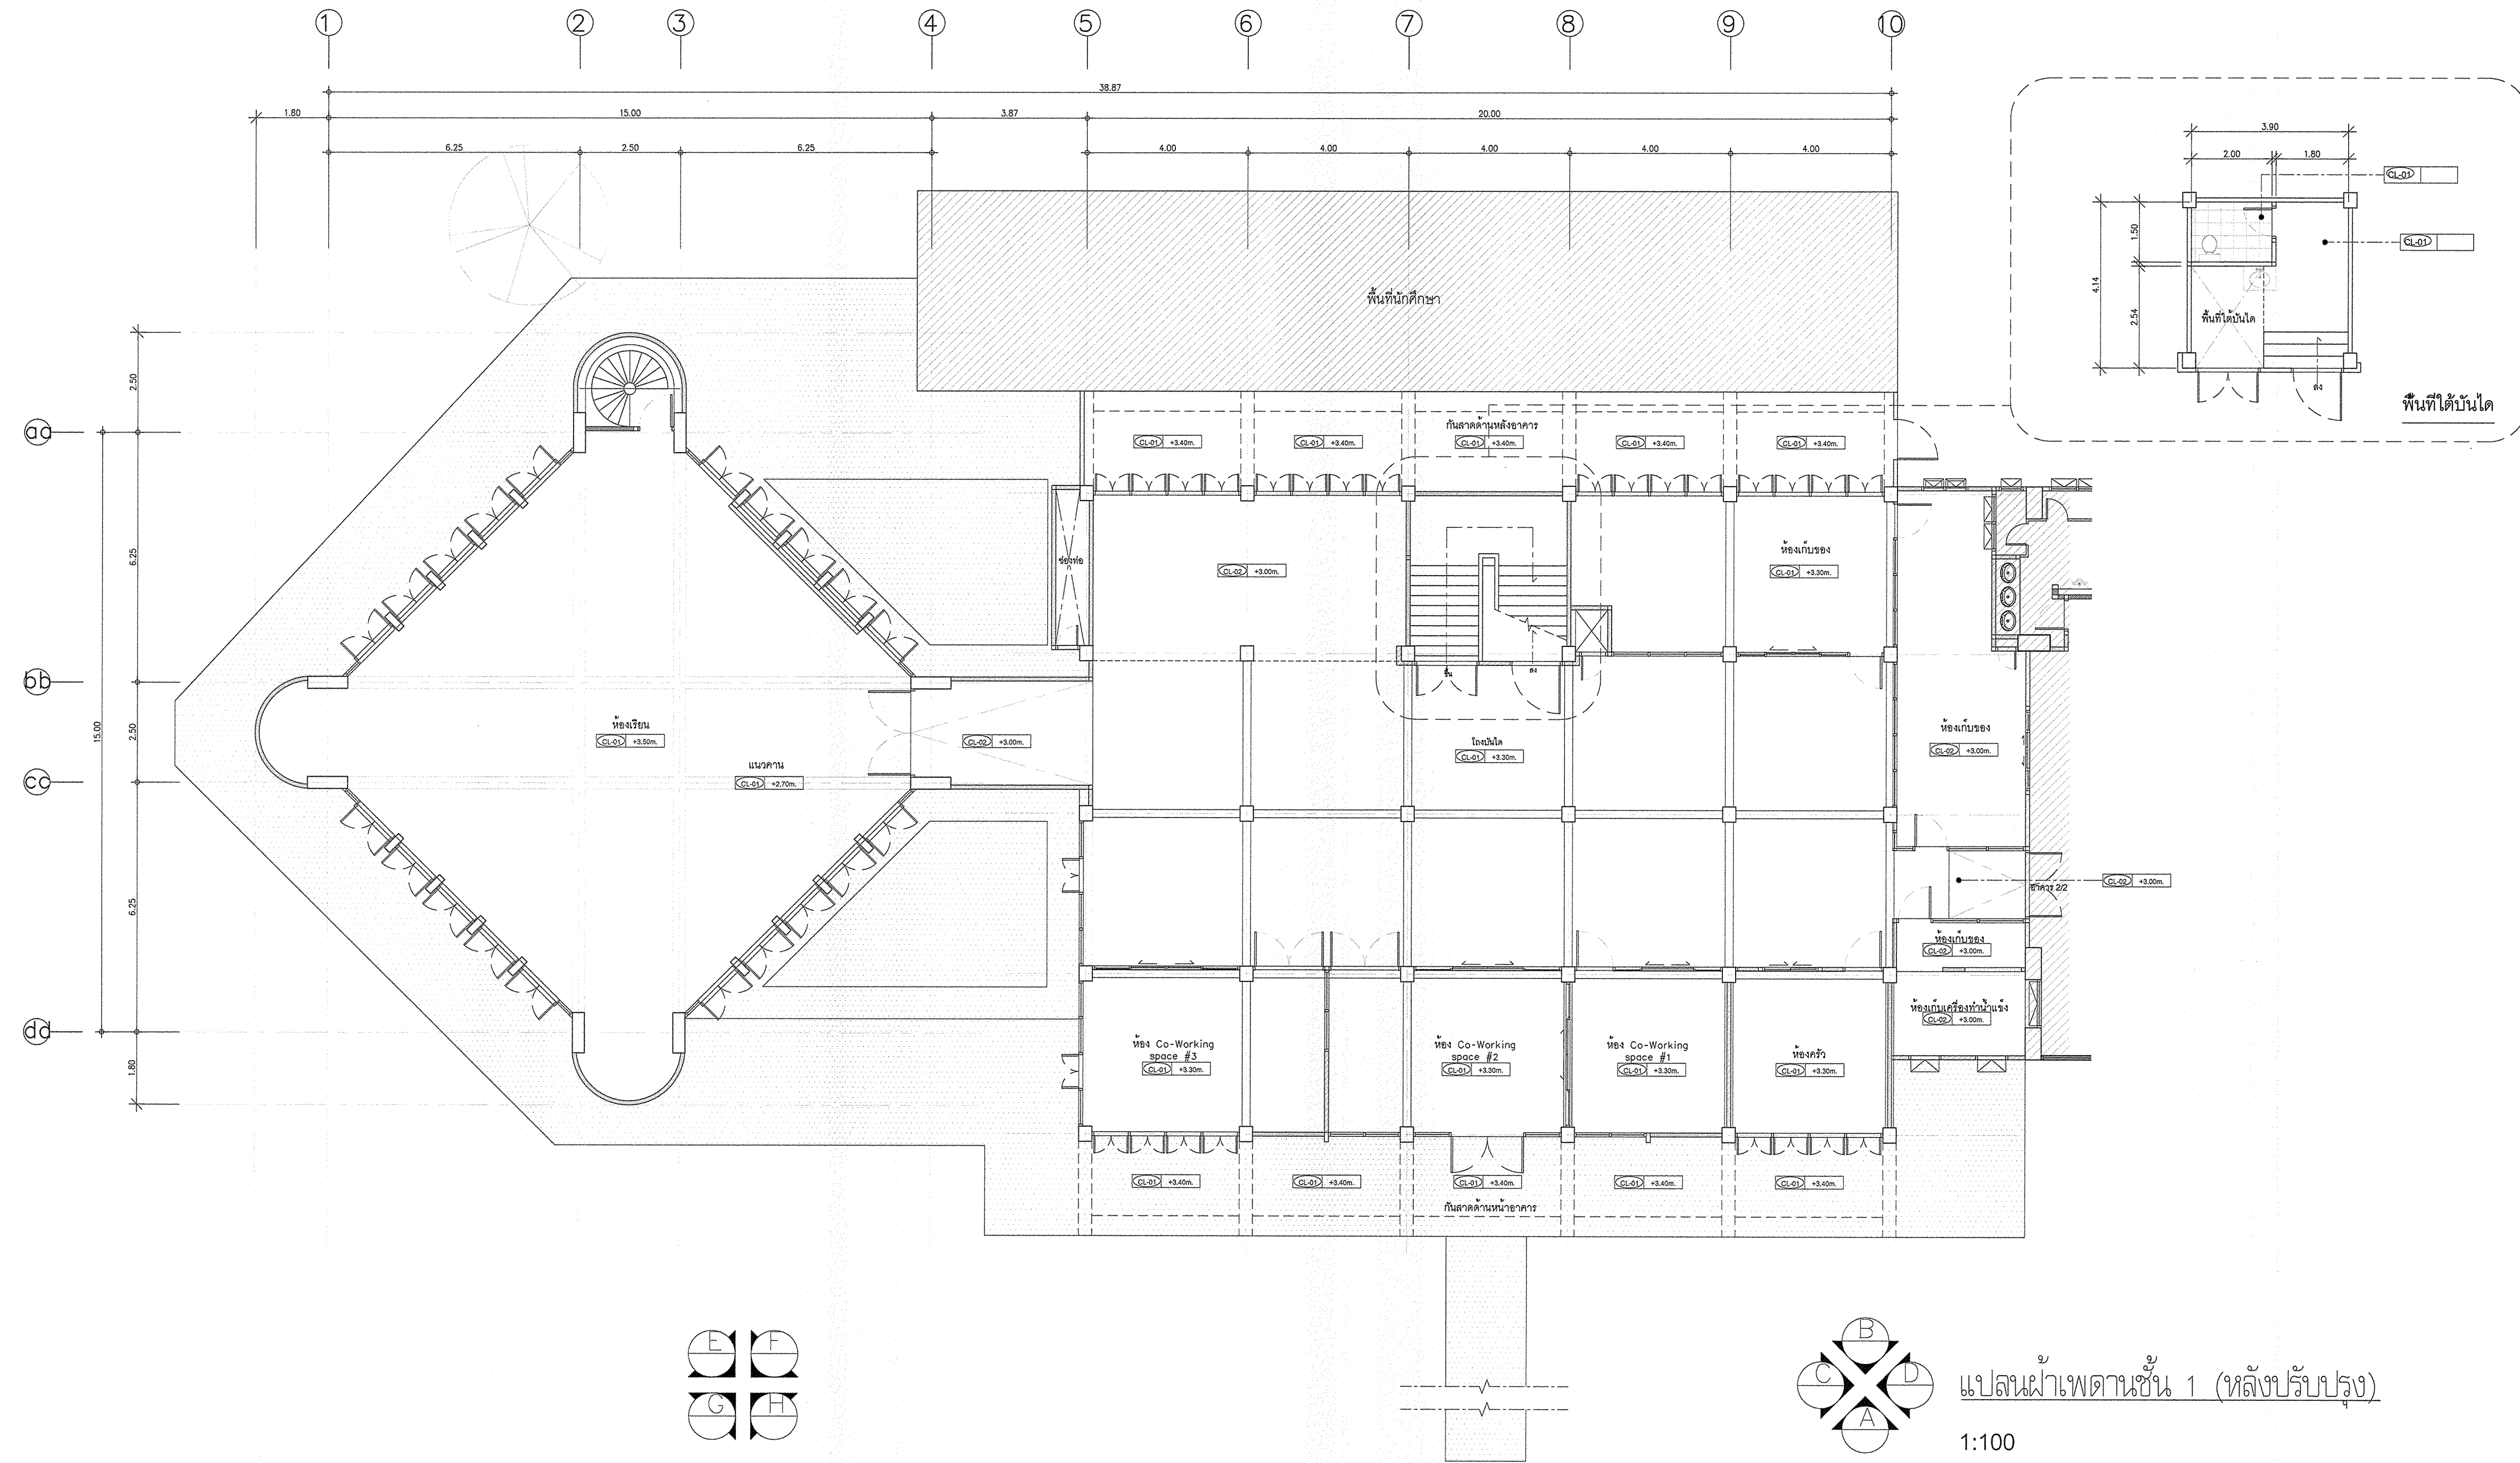 1 2 3 4 5 6 7 8 9 10
38.87
1.80 15.00 3.87 20.00
6.25 2.50 6.25 4.00 4.00 4.00 4.00 4.00
3.90
2.00 1.80
CL-01
CL-01
1.50
4.14
2.54
พื้นที่ใต้บันได
ลง
พื้นที่ใต้บันได
พื้นที่นักศึกษา
2.50
aa
กันสาดด้านหลังอาคาร
CL-01 +3.40m. CL-01 +3.40m. CL-01 +3.40m. CL-01 +3.40m. CL-01 +3.40m.
6.25
ช่องท่อ
CL-02 +3.00m.
ห้องเก็บของ
CL-01 +3.30m.
bb
ขึ้น ลง
15.00
2.50
ห้องเรียน
CL-01 +3.50m.
CL-02 +3.00m.
โถงบันได
CL-01 +3.30m.
ห้องเก็บของ
CL-02 +3.00m.
แนวคาน
CL-01 +2.70m.
cc
6.25
อาคาร 2/2
CL-02 +3.00m.
ห้องเก็บของ
CL-02 +3.00m.
ห้องเก็บเครื่องทำน้ำแข็ง
CL-02 +3.00m.
dd
1.80
ห้อง Co-Working
space #3
CL-01 +3.30m.
ห้อง Co-Working
space #2
CL-01 +3.30m.
ห้อง Co-Working
space #1
CL-01 +3.30m.
ห้องครัว
CL-01 +3.30m.
CL-01 +3.40m. CL-01 +3.40m. CL-01 +3.40m. CL-01 +3.40m. CL-01 +3.40m.
กันสาดด้านหน้าอาคาร
E F
G H
B
C D
A
แปลนฝ้าเพดานชั้น 1 (หลังปรับปรุง)
1:100